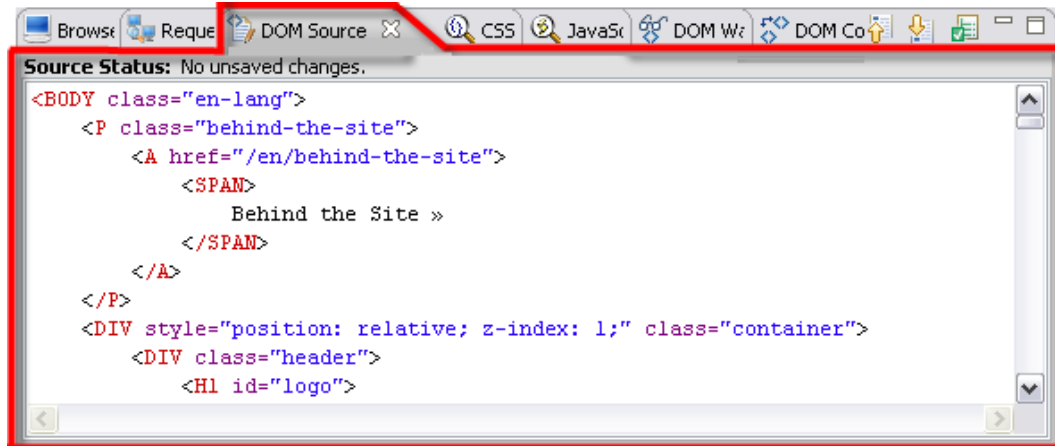 Browse Reque DOM Source CSS JavaSc DOM Wa DOM Co
Source Status: No unsaved changes.
<BODY class="en-lang">
<P class="behind-the-site">
<A href="/en/behind-the-site">
<SPAN>
Behind the Site »
</SPAN>
</A>
</P>
<DIV style="position: relative; z-index: 1;" class="container">
<DIV class="header">
<H1 id="logo">